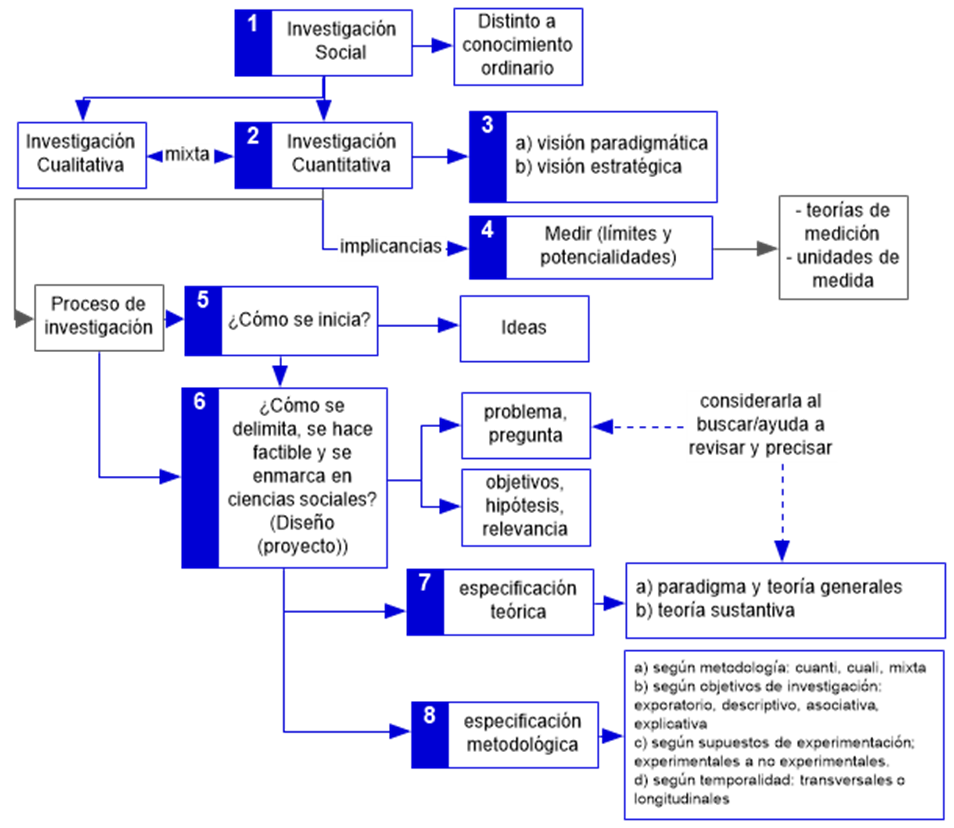 1
Investigación
Social
Distinto a
conocimiento
ordinario
Investigación
Cualitativa
mixta
2
Investigación
Cuantitativa
3
a) visión paradigmática
b) visión estratégica
implicancias
4
Medir (límites y
potencialidades)
- teorías de
medición
- unidades de
medida
Proceso de
investigación
5
¿Cómo se inicia?
Ideas
6
¿Cómo se
delimita, se hace
factible y se
enmarca en
ciencias sociales?
(Diseño
(proyecto))
problema,
pregunta
considerarla al
buscar/ayuda a
revisar y precisar
objetivos,
hipótesis,
relevancia
7
especificación
teórica
a) paradigma y teoría generales
b) teoría sustantiva
8
especificación
metodológica
a) según metodología: cuanti, cuali, mixta
b) según objetivos de investigación:
exporatorio, descriptivo, asociativa,
explicativa
c) según supuestos de experimentación;
experimentales a no experimentales.
d) según temporalidad: transversales o
longitudinales